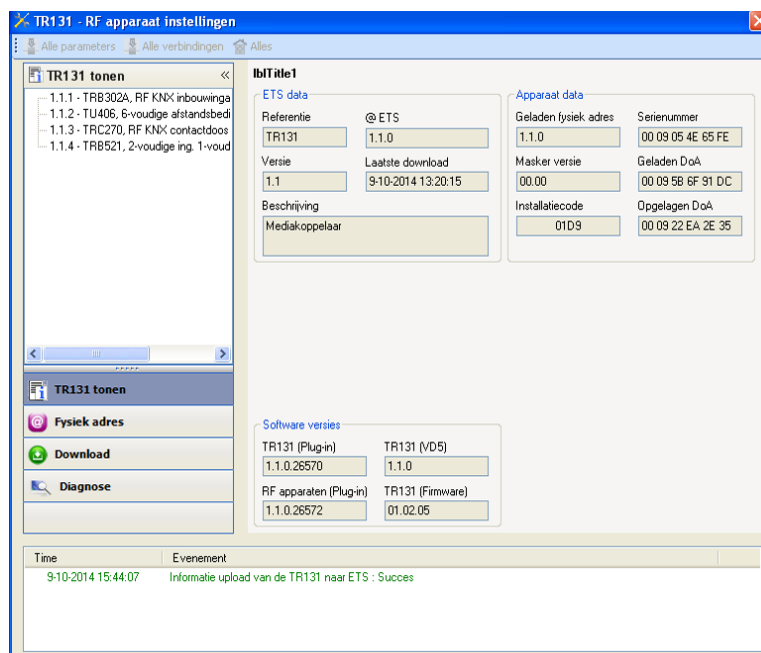 TR131 - RF apparaat instellingen
Alle parameters Alle verbindingen Alles
TR131 tonen «
1.1.1 - TRB302A, RF KNX inbouwinga
1.1.2 - TU406, 6-voudige afstandsbedi
1.1.3 - TRC270, RF KNX contactdoos
1.1.4 - TRB521, 2-voudige ing. 1-voud
TR131 tonen
Fysiek adres
Download
Diagnose
lblTitle1
ETS data
Referentie @ ETS
TR131 1.1.0
Versie Laatste download
1.1 9-10-2014 13:20:15
Beschrijving
Mediakoppelaar
Apparaat data
Geladen fysiek adres Serienummer
1.1.0 00 09 05 4E 65 FE
Masker versie Geladen DoA
00.00 00 09 5B 6F 91 DC
Installatiecode Opgelagen DoA
01D9 00 09 22 EA 2E 35
Software versies
TR131 (Plug-in) TR131 (VD5)
1.1.0.26570 1.1.0
RF apparaten (Plug-in) TR131 (Firmware)
1.1.0.26572 01.02.05
Time Evenement
9-10-2014 15:44:07 Informatie upload van de TR131 naar ETS : Succes